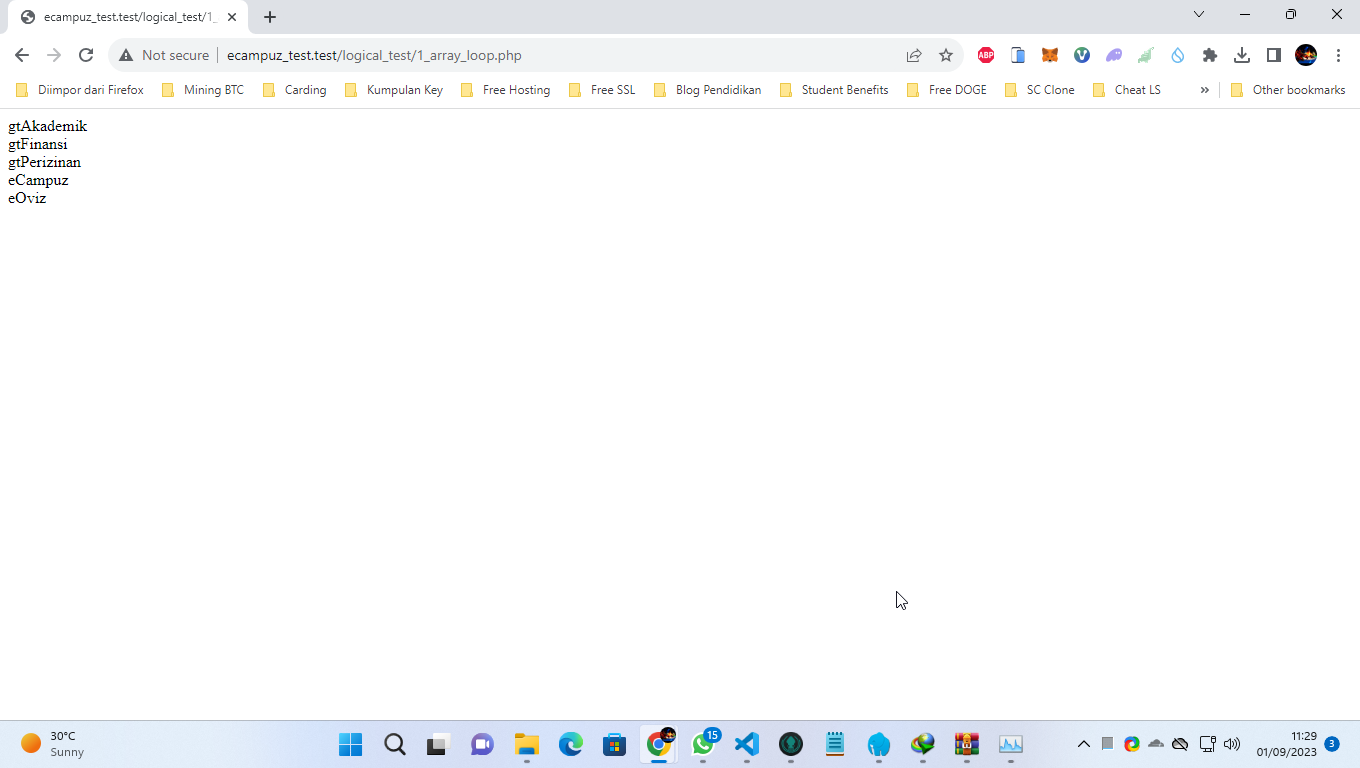 ecampuz_test.test/logical_test/1_
Not secure
ecampuz_test.test/logical_test/1_array_loop.php
ABP
Diimpor dari Firefox
Mining BTC
Carding
Kumpulan Key
Free Hosting
Free SSL
Blog Pendidikan
Student Benefits
Free DOGE
SC Clone
Cheat LS
»
Other bookmarks
gtAkademik
gtFinansi
gtPerizinan
eCampuz
eOviz
30°C
Sunny
15
11:29
01/09/2023
3